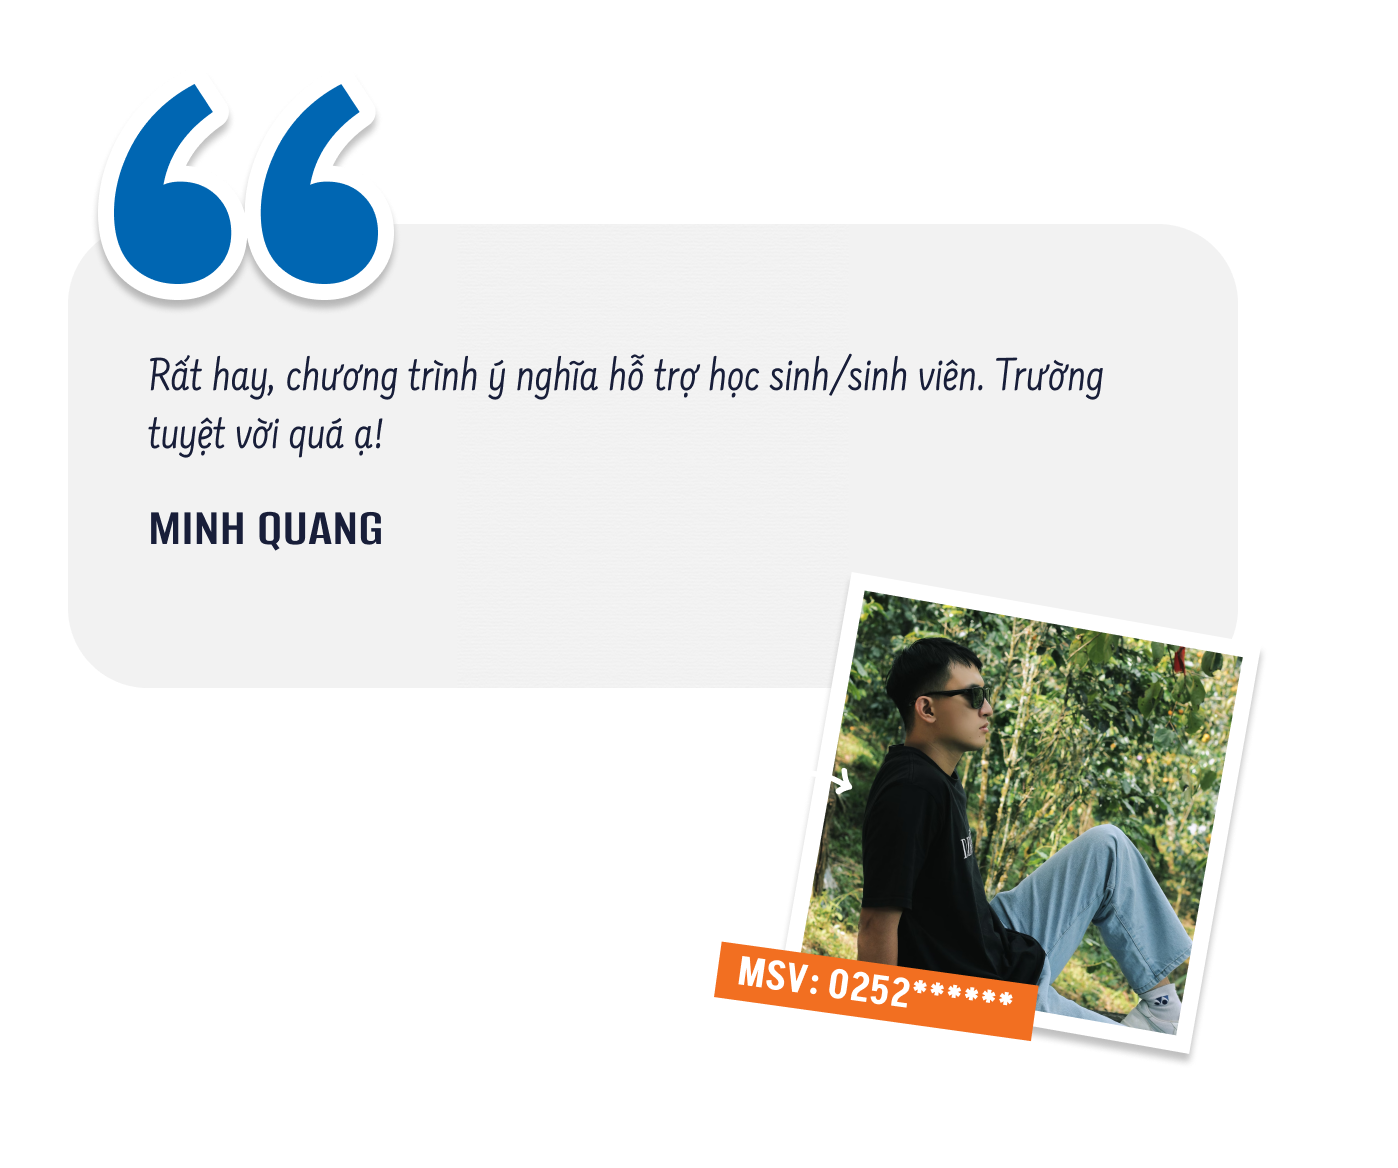 Rất hay, chương trình ý nghĩa hỗ trợ học sinh/sinh viên. Trường
tuyệt vời quá ạ!
MINH QUANG
MSV: 0252******